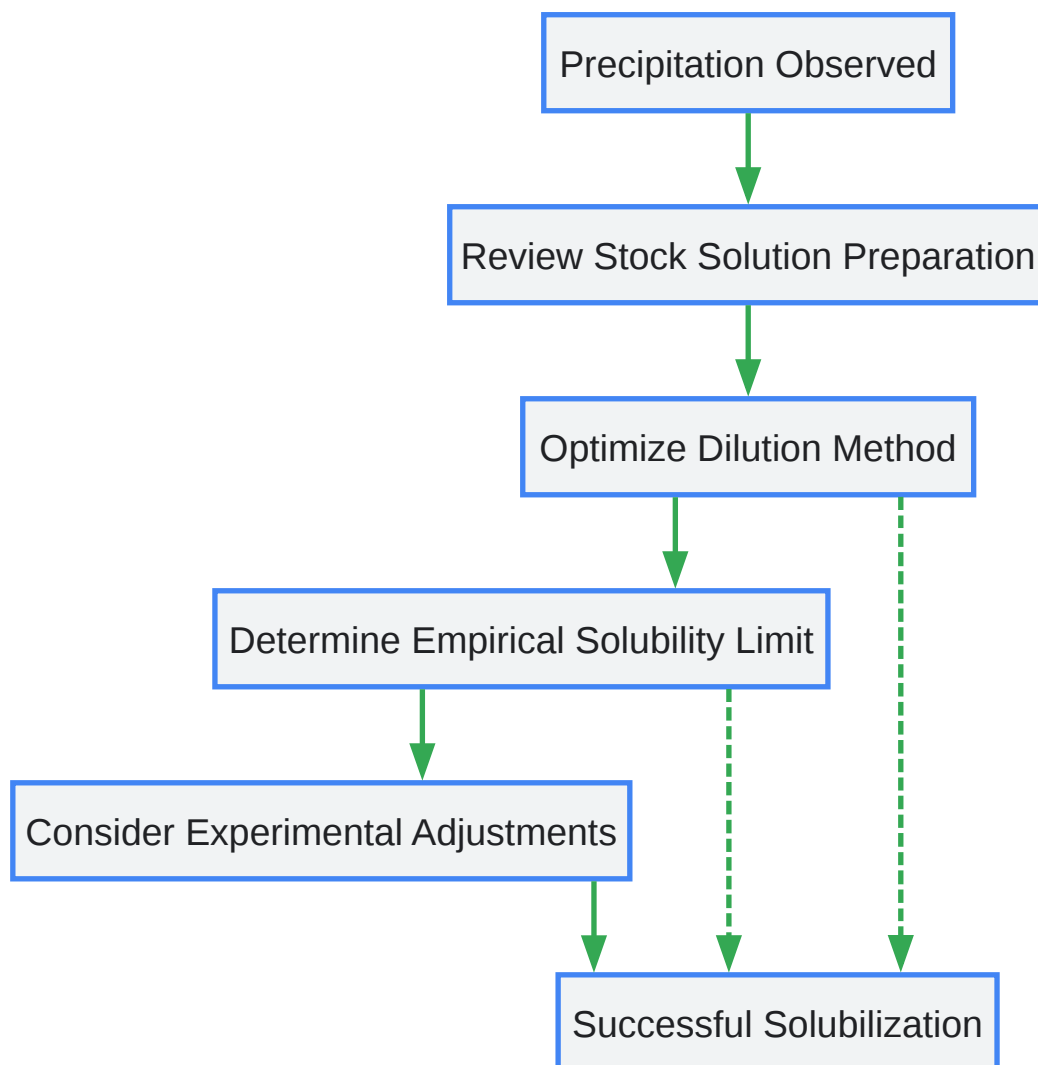 Precipitation Observed
Review Stock Solution Preparation
Optimize Dilution Method
Determine Empirical Solubility Limit
Consider Experimental Adjustments
Successful Solubilization